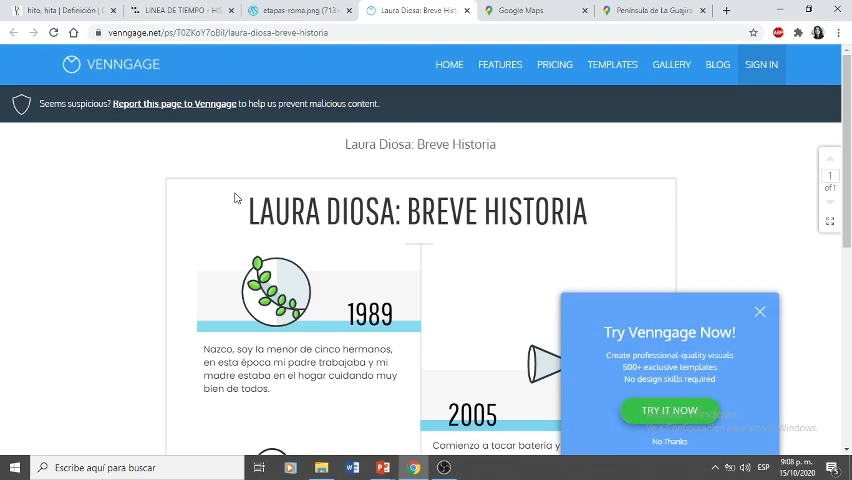 hito, hita | Definición |
LINEA DE TIEMPO - HIS
etapas-roma.png (713×
Laura Diosa: Breve Hist
Google Maps
Península de La Guajira
venngage.net/ps/T0ZKoY7oBiI/laura-diosa-breve-historia
VENNGAGE
HOME FEATURES PRICING TEMPLATES GALLERY BLOG SIGN IN
Seems suspicious? Report this page to Venngage to help us prevent malicious content.
Laura Diosa: Breve Historia
1
of 1
LAURA DIOSA: BREVE HISTORIA
1989
Nazco, soy la menor de cinco hermanos,
en esta época mi padre trabajaba y mi
madre estaba en el hogar cuidando muy
bien de todos.
2005
Comienzo a tocar batería y
Try Venngage Now!
Create professional-quality visuals
500+ exclusive templates
No design skills required
TRY IT NOW
No Thanks
Windows.
Escribe aquí para buscar
ESP
9:08 p. m.
15/10/2020